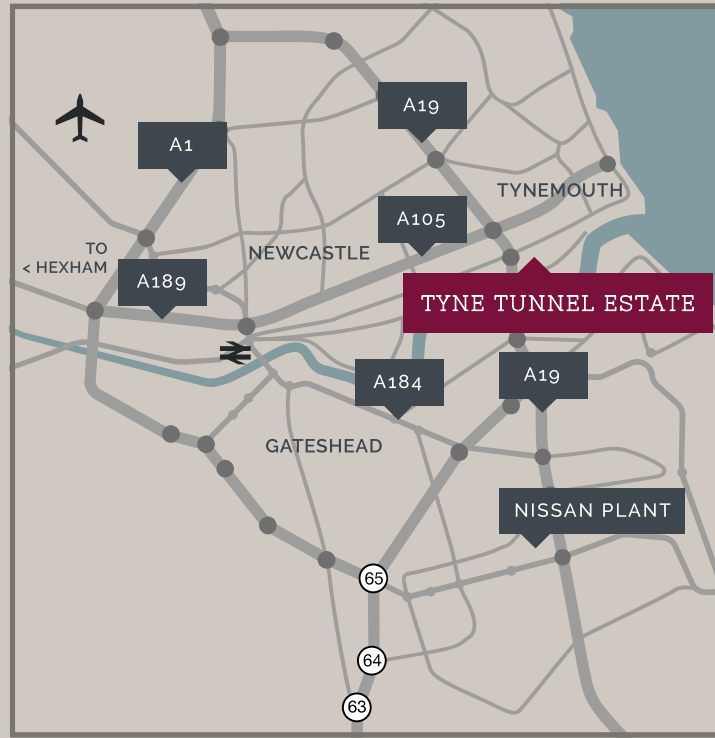 A19
A1
TYNEMOUTH
A105
TO
< HEXHAM
NEWCASTLE
A189
TYNE TUNNEL ESTATE
A184
A19
GATESHEAD
NISSAN PLANT
65
64
63